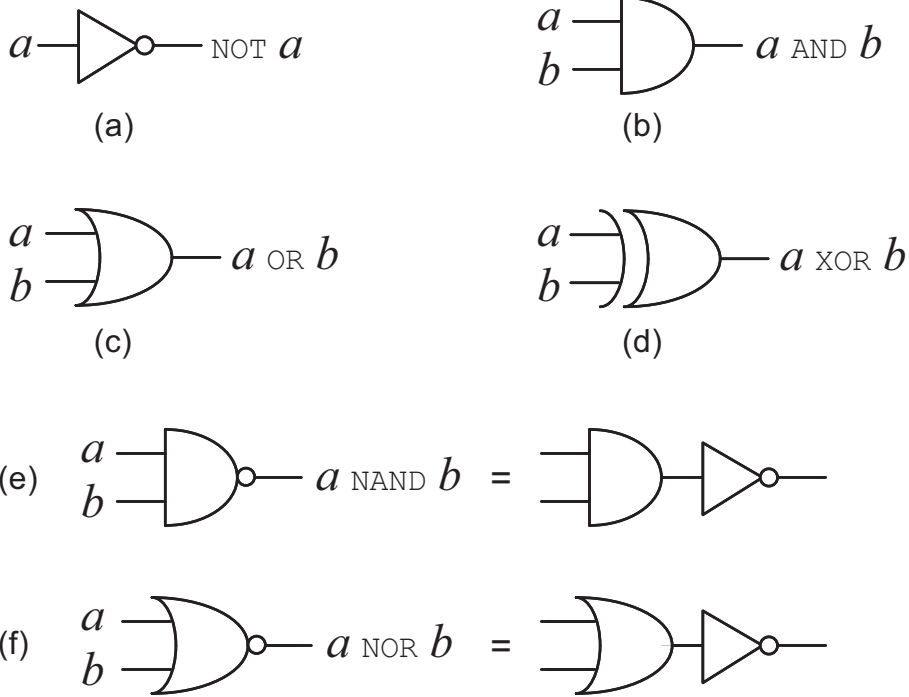 a NOT a
a
b a AND b
(a)
(b)
a
b a OR b
a
b a XOR b
(c)
(d)
(e) a
b a NAND b =
(f) a
b a NOR b =